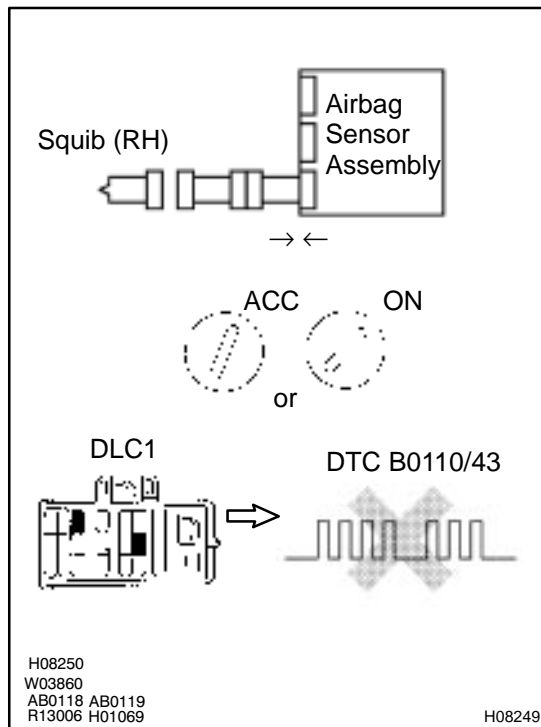 Airbag
Sensor
Assembly
Squib (RH)
ACC
ON
or
DLC1
DTC B0110/43
H08250
W03860
AB0118 AB0119
R13006 H01069
H08249